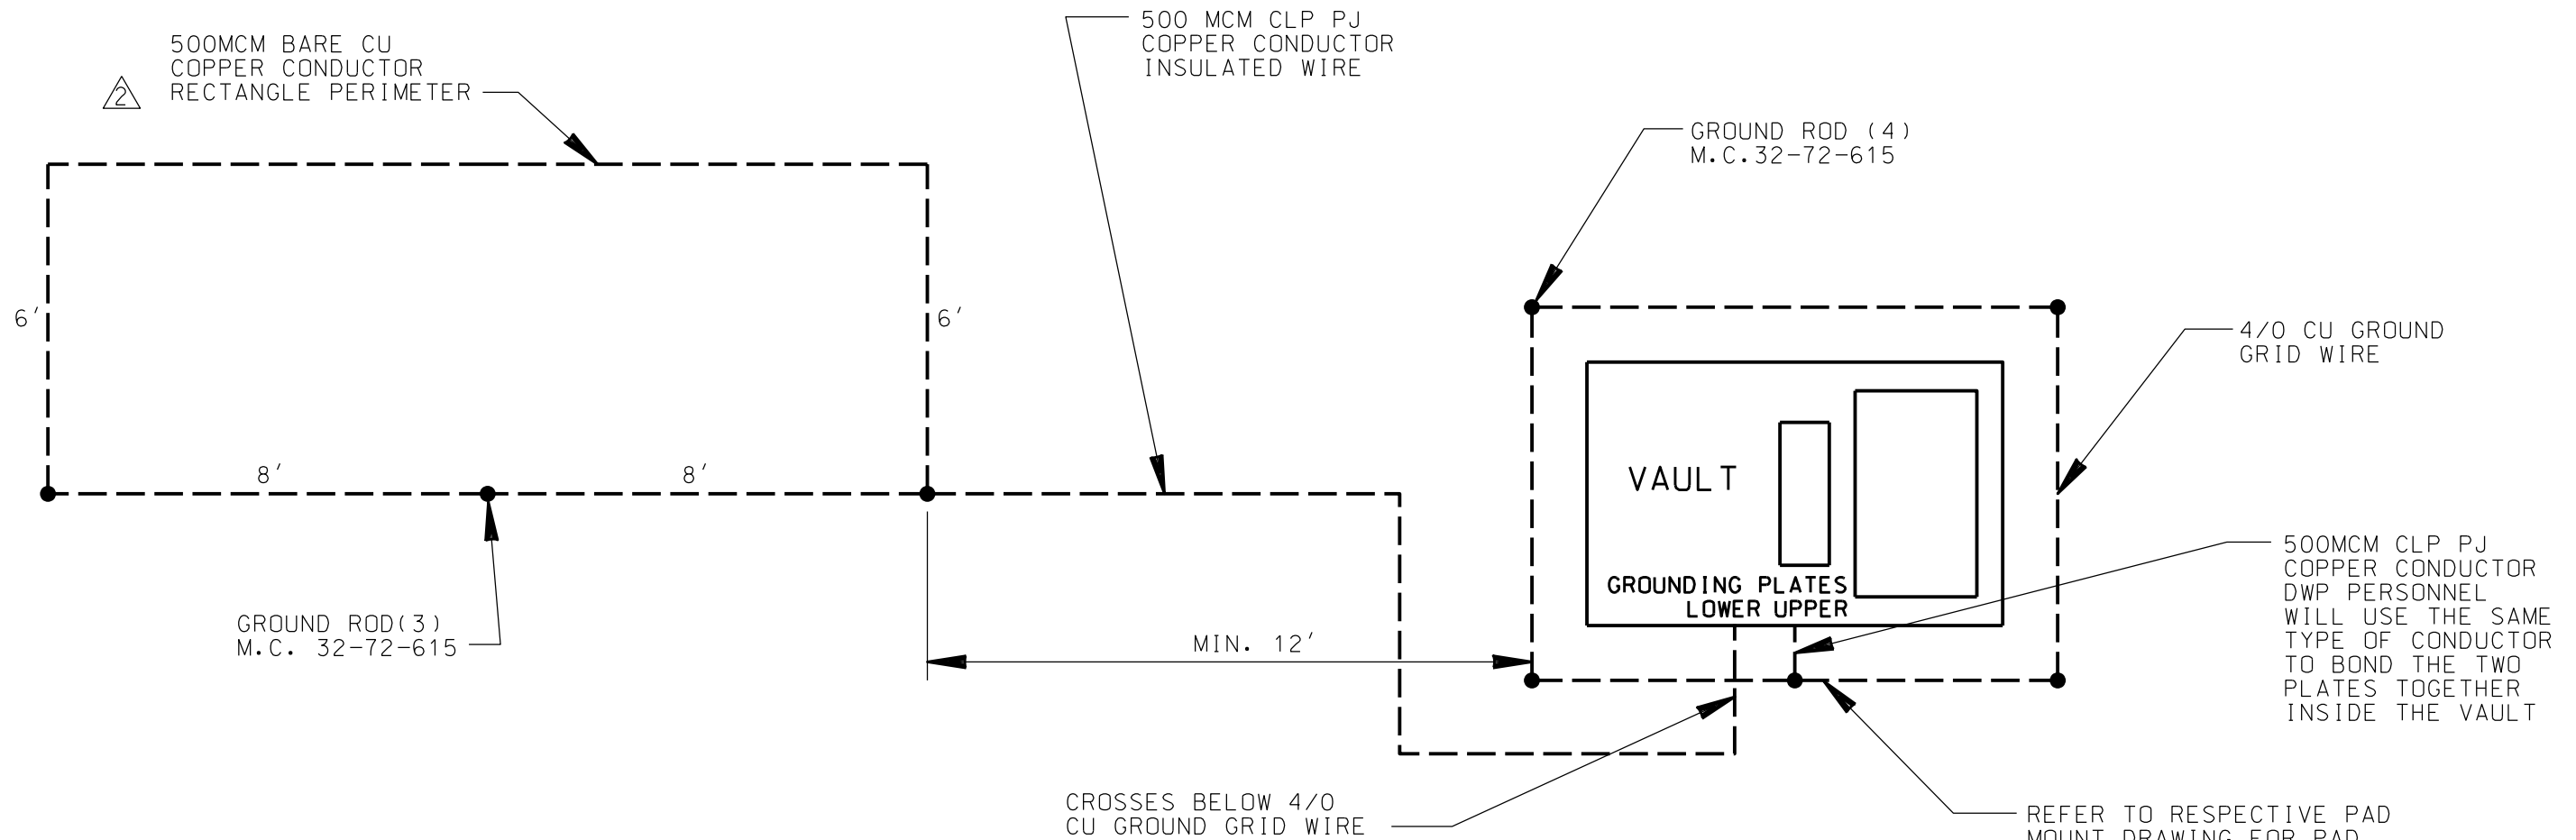 500MCM BARE CU
COPPER CONDUCTOR
RECTANGLE PERIMETER
2
500 MCM CLP PJ
COPPER CONDUCTOR
INSULATED WIRE
GROUND ROD (4)
M.C.32-72-615
6'
6'
4/0 CU GROUND
GRID WIRE
8'
8'
VAULT
GROUNDING PLATES
LOWER UPPER
500MCM CLP PJ
COPPER CONDUCTOR
DWP PERSONNEL
WILL USE THE SAME
TYPE OF CONDUCTOR
TO BOND THE TWO
PLATES TOGETHER
INSIDE THE VAULT
GROUND ROD(3)
M.C. 32-72-615
MIN. 12'
CROSSES BELOW 4/0
CU GROUND GRID WIRE
REFER TO RESPECTIVE PAD
MOUNT DRAWING FOR PAD